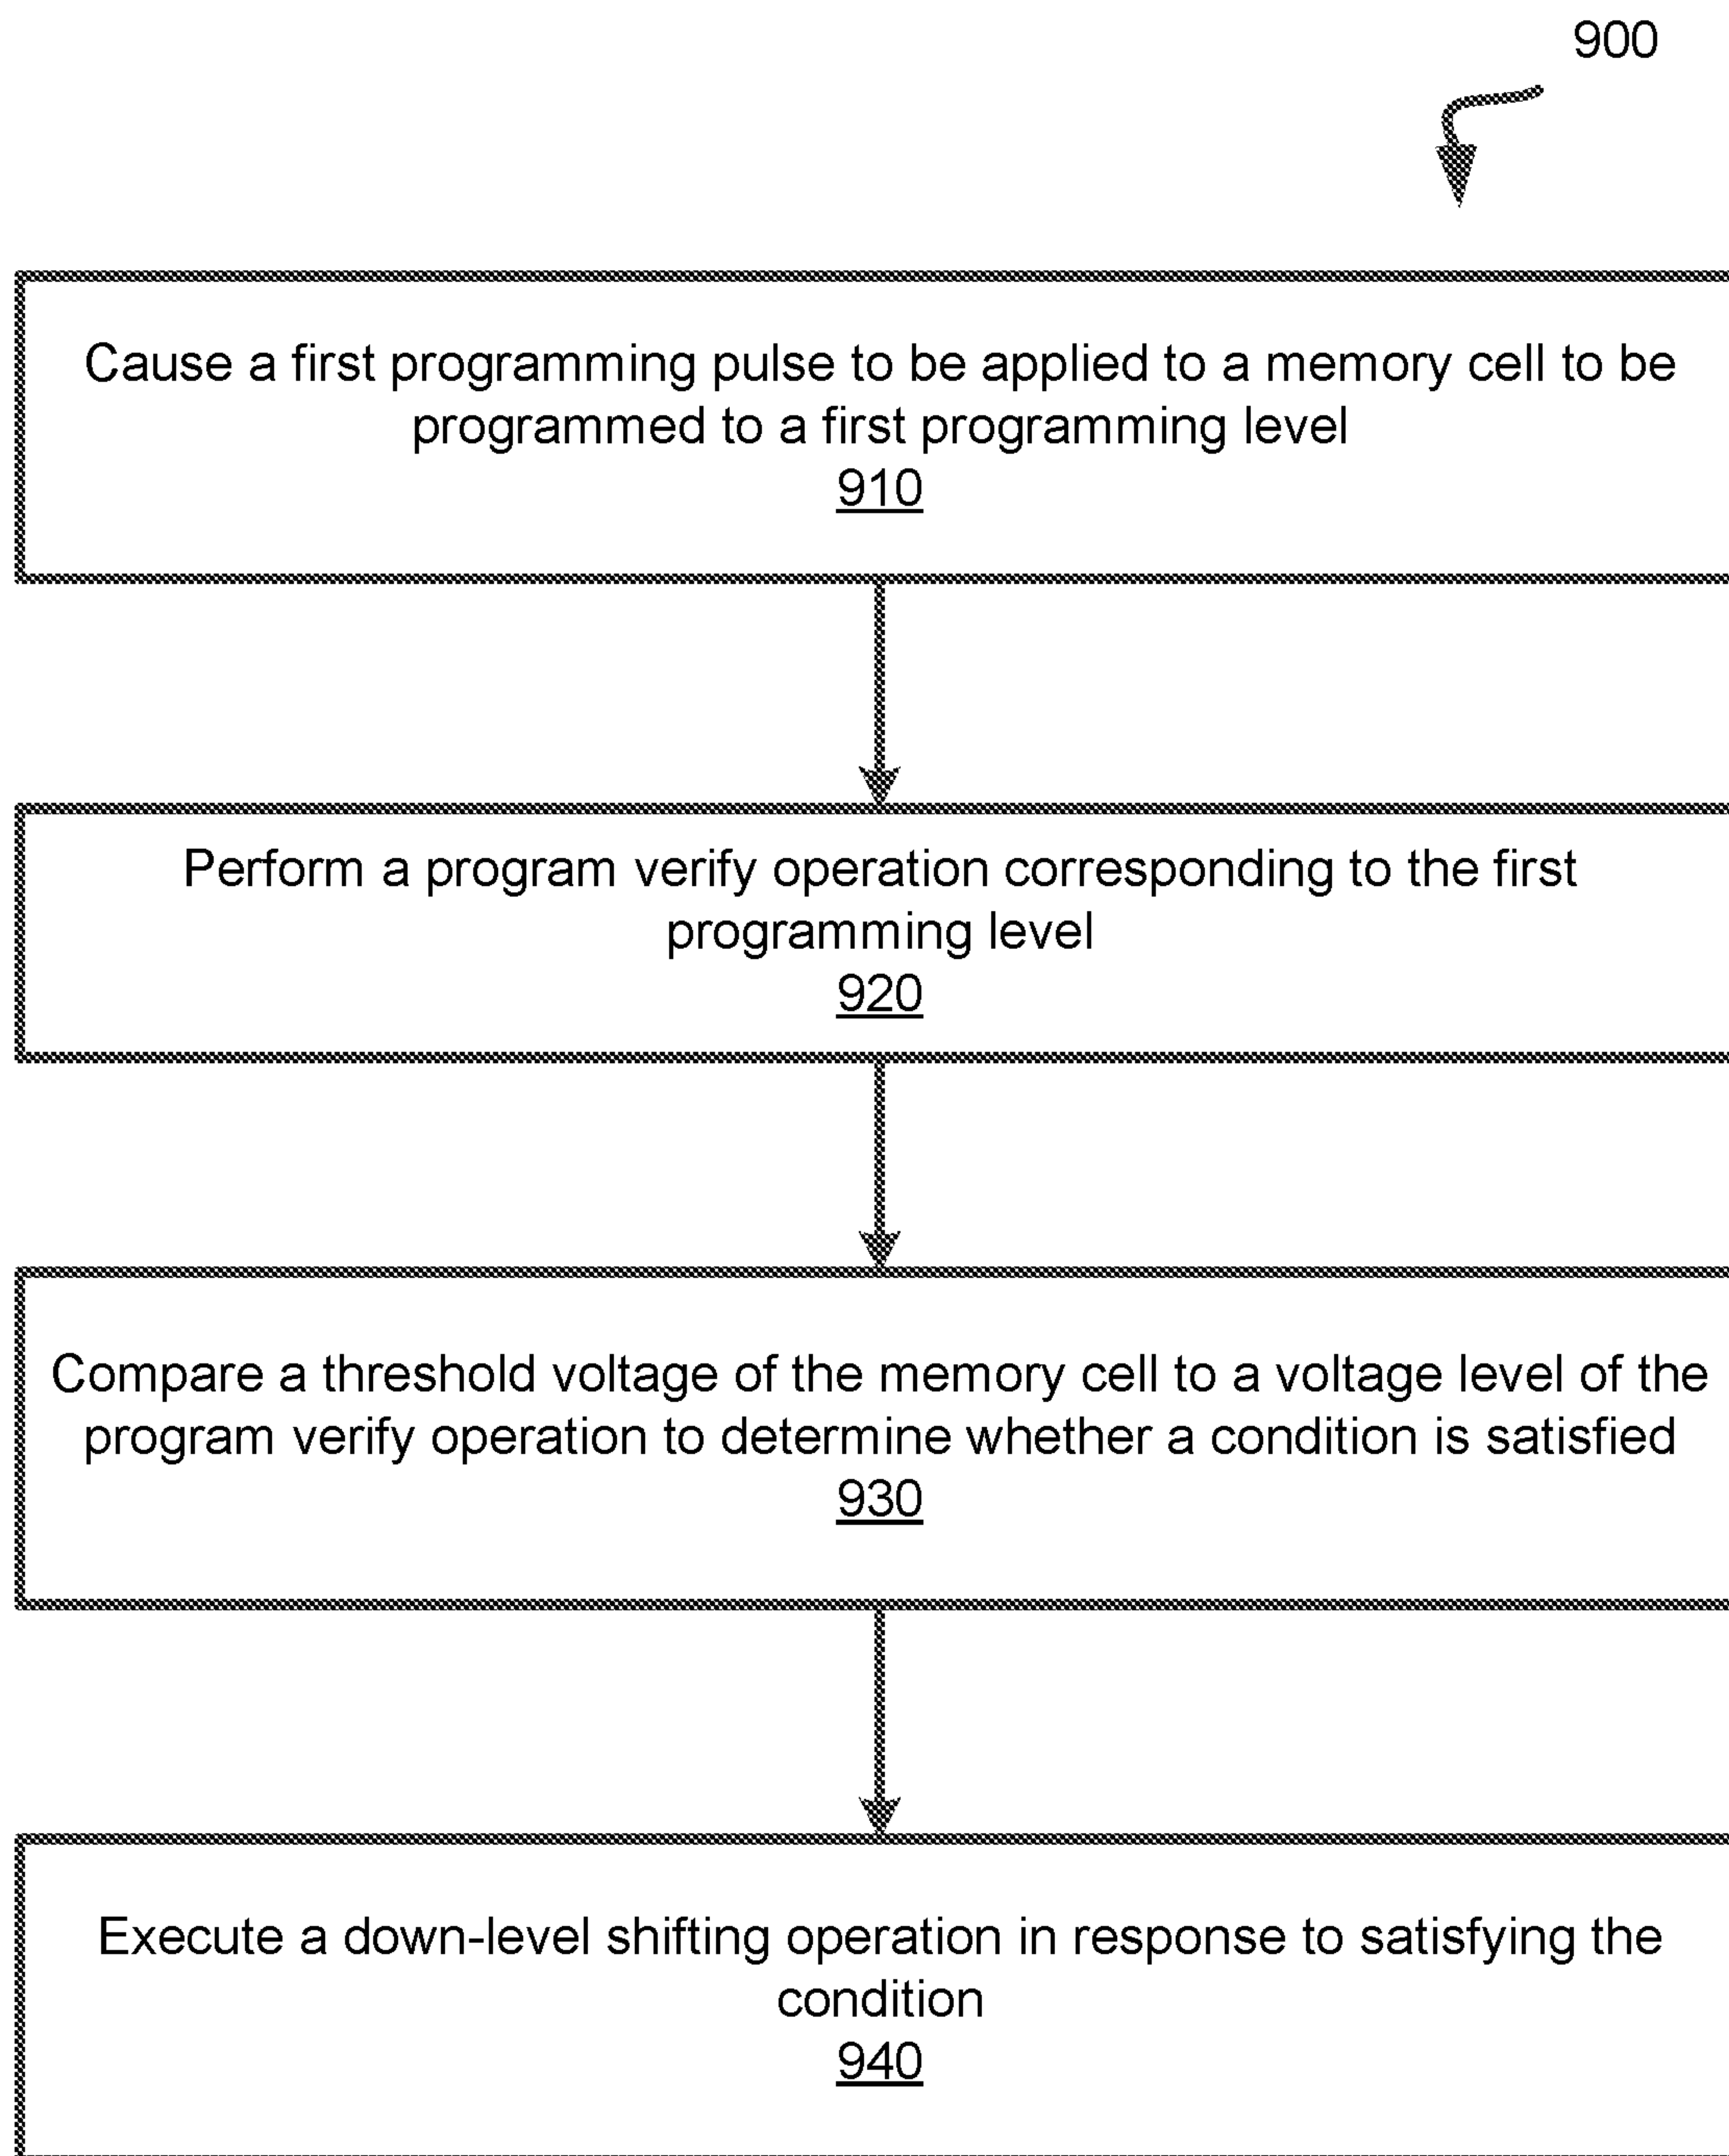 900
Cause a first programming pulse to be applied to a memory cell to be
programmed to a first programming level
910
Perform a program verify operation corresponding to the first
programming level
920
Compare a threshold voltage of the memory cell to a voltage level of the
program verify operation to determine whether a condition is satisfied
930
Execute a down-level shifting operation in response to satisfying the
condition
940